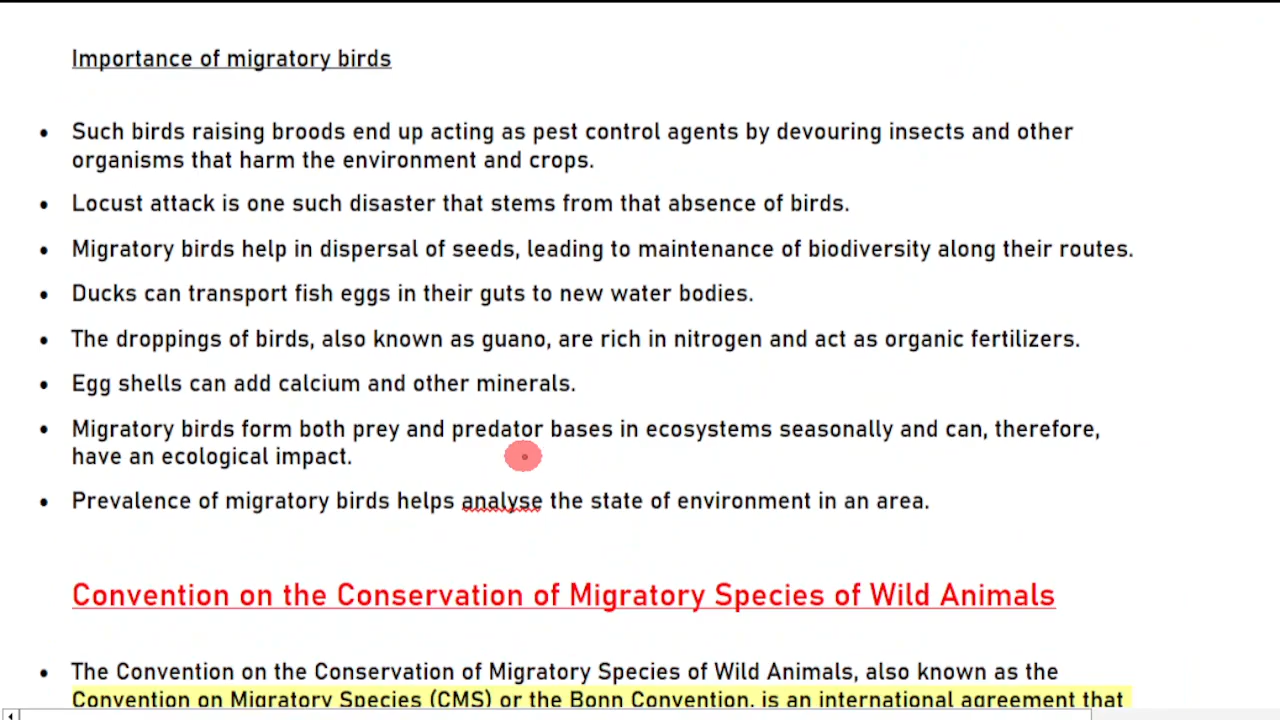 Importance of migratory birds
• Such birds raising broods end up acting as pest control agents by devouring insects and other
organisms that harm the environment and crops.
• Locust attack is one such disaster that stems from that absence of birds.
• Migratory birds help in dispersal of seeds, leading to maintenance of biodiversity along their routes.
• Ducks can transport fish eggs in their guts to new water bodies.
• The droppings of birds, also known as guano, are rich in nitrogen and act as organic fertilizers.
• Egg shells can add calcium and other minerals.
• Migratory birds form both prey and predator bases in ecosystems seasonally and can, therefore,
have an ecological impact.
• Prevalence of migratory birds helps analyse the state of environment in an area.
Convention on the Conservation of Migratory Species of Wild Animals
• The Convention on the Conservation of Migratory Species of Wild Animals, also known as the
Convention on Migratory Species (CMS) or the Bonn Convention, is an international agreement that